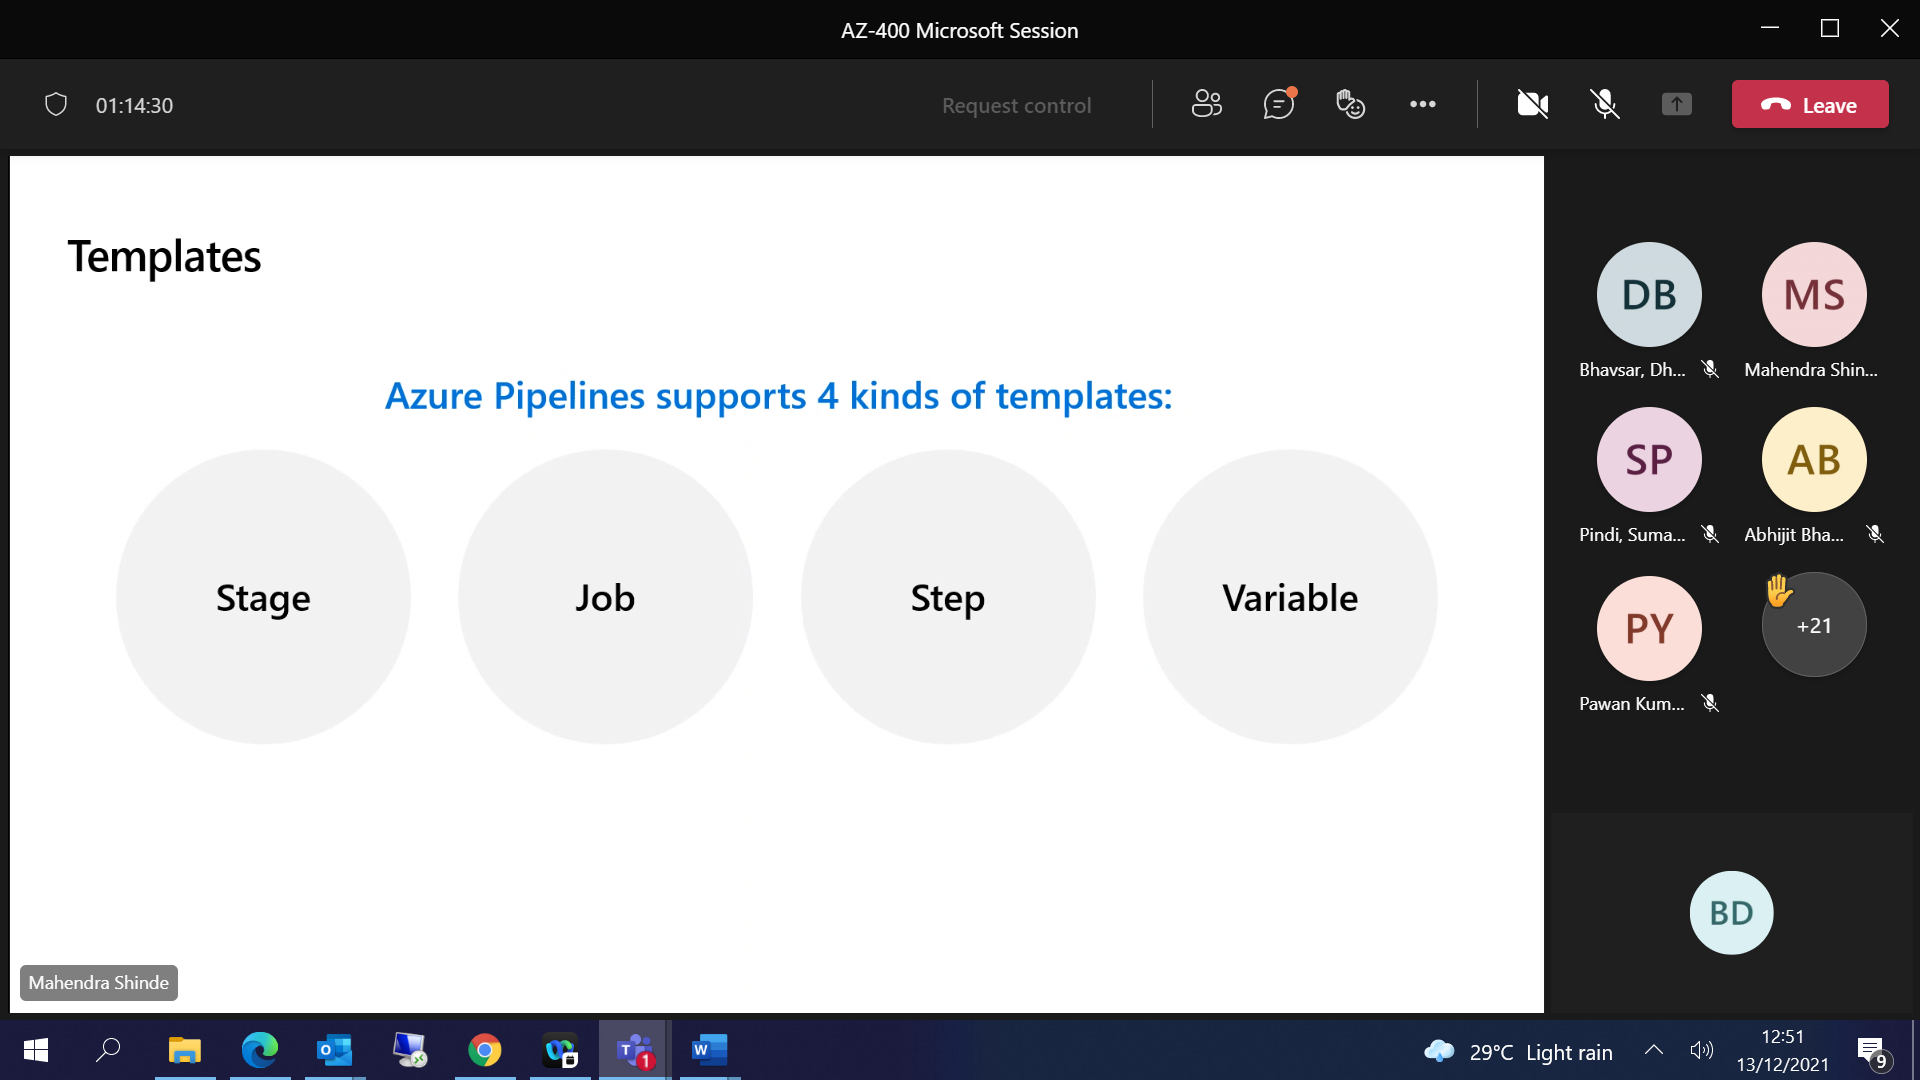 AZ-400 Microsoft Session
01:14:30
Request control
Leave
Templates
Azure Pipelines supports 4 kinds of templates:
Stage
Job
Step
Variable
Mahendra Shinde
DB
MS
Bhavsar, Dh...
Mahendra Shin...
SP
AB
Pindi, Suma...
Abhijit Bha...
PY
+21
Pawan Kum...
BD
29°C Light rain
12:51
13/12/2021
9
O
T
1
W